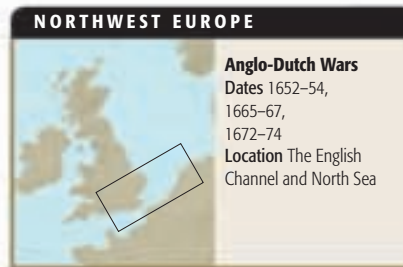 NORTHWEST EUROPE
Anglo-Dutch Wars
Dates 1652–54,
1665–67,
1672–74
Location The English
Channel and North Sea